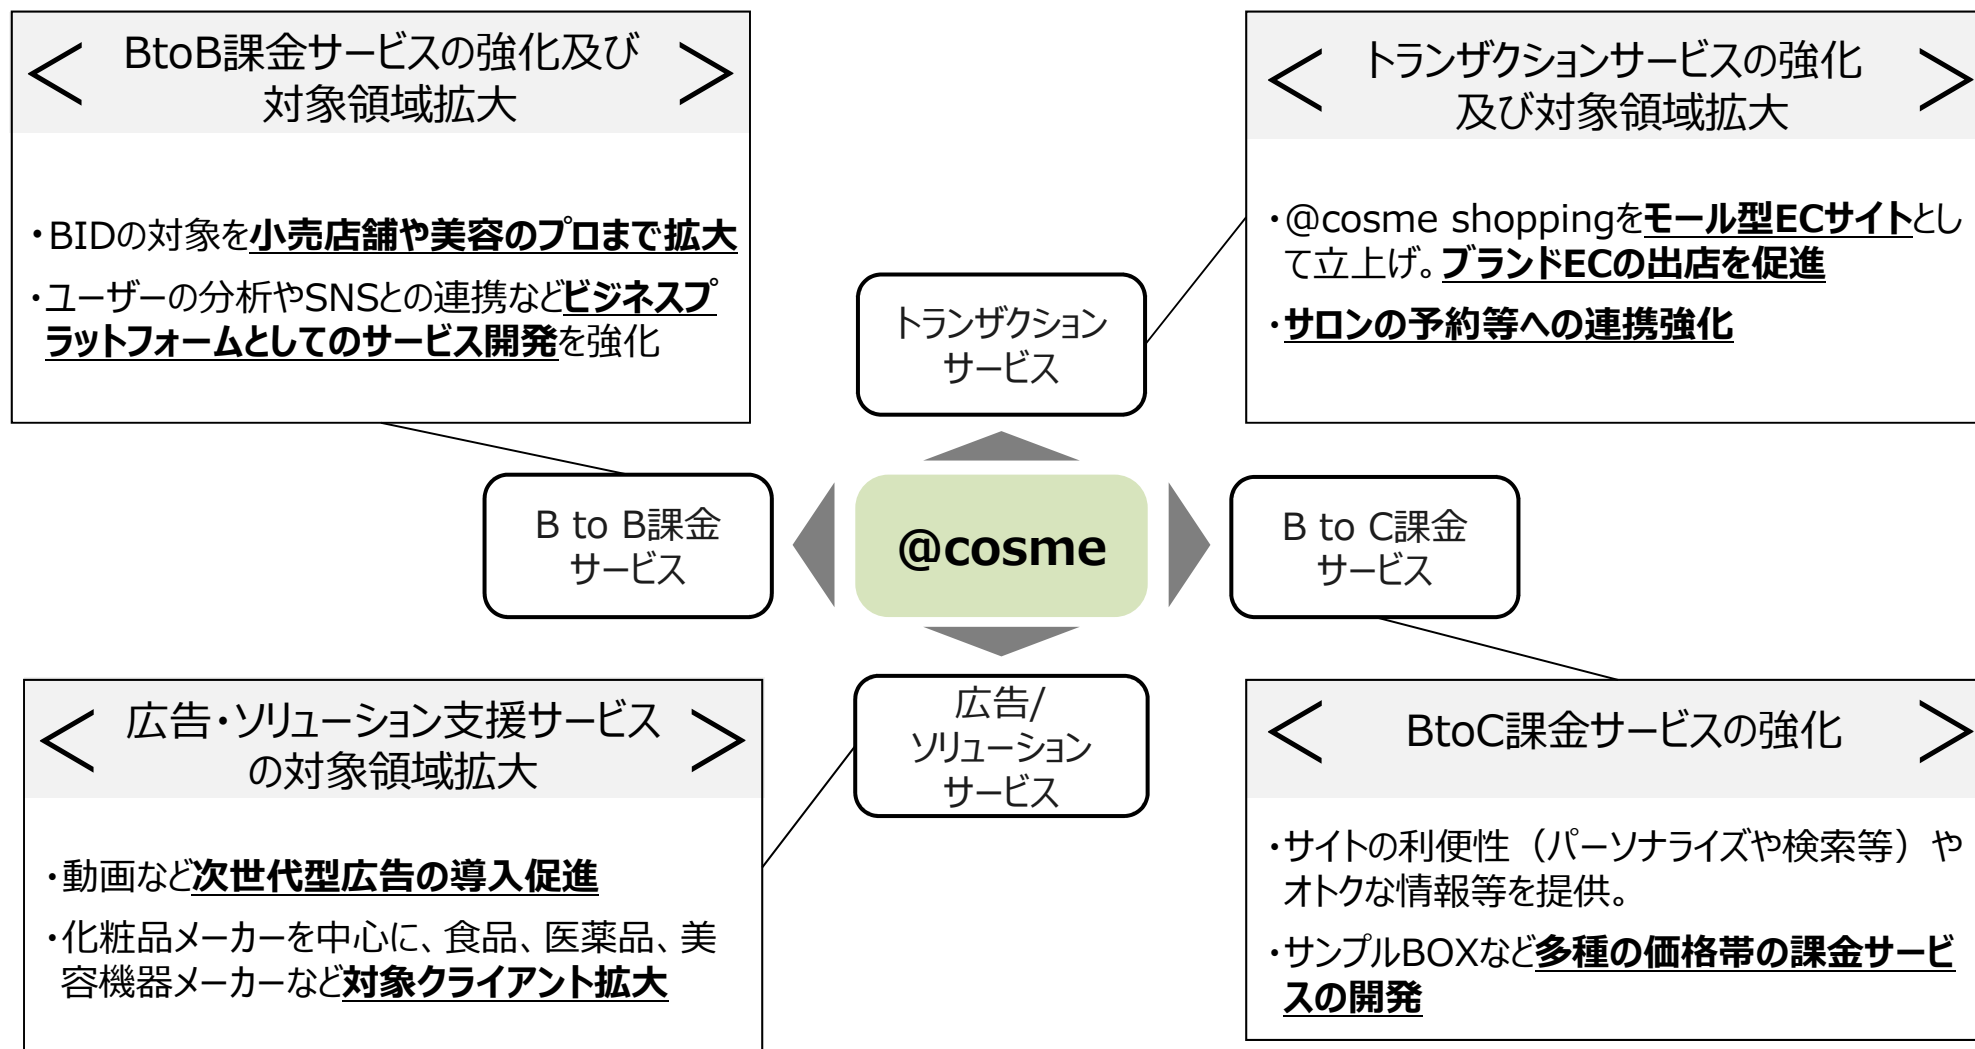 ＜ BtoB課金サービスの強化及び ＞
対象領域拡大
・BIDの対象を小売店舗や美容のプロまで拡大
・ユーザーの分析やSNSとの連携などビジネスプ
ラットフォームとしてのサービス開発を強化
＜ トランザクションサービスの強化 ＞
及び対象領域拡大
・@cosme shoppingをモール型ECサイトとし
て立上げ。ブランドECの出店を促進
・サロンの予約等への連携強化
トランザクション
サービス
B to B課金
サービス
@cosme
B to C課金
サービス
広告/
ソリューション
サービス
＜ 広告・ソリューション支援サービス ＞
の対象領域拡大
・動画など次世代型広告の導入促進
・化粧品メーカーを中心に、食品、医薬品、美
容機器メーカーなど対象クライアント拡大
＜ BtoC課金サービスの強化 ＞
・サイトの利便性（パーソナライズや検索等）や
オトクな情報等を提供。
・サンプルBOXなど多種の価格帯の課金サービ
スの開発